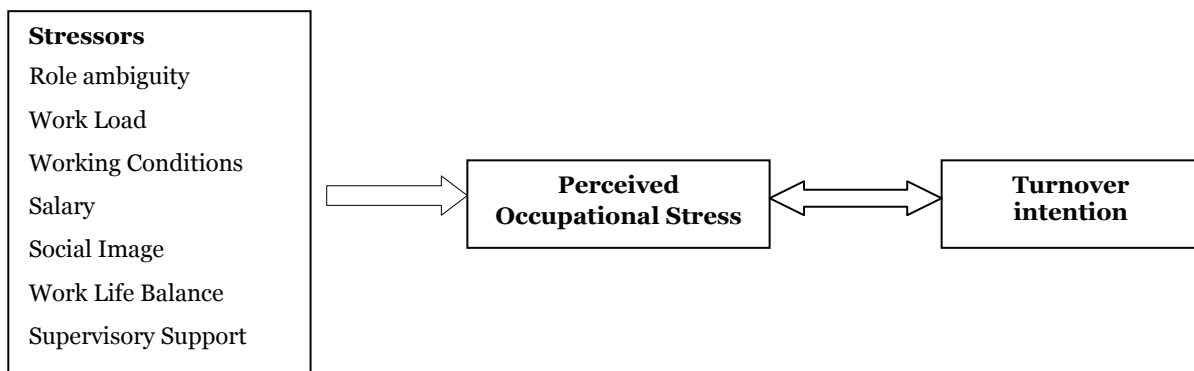 Stressors
Role ambiguity
Work Load
Working Conditions
Salary
Social Image
Work Life Balance
Supervisory Support
Perceived
Occupational Stress
Turnover
intention